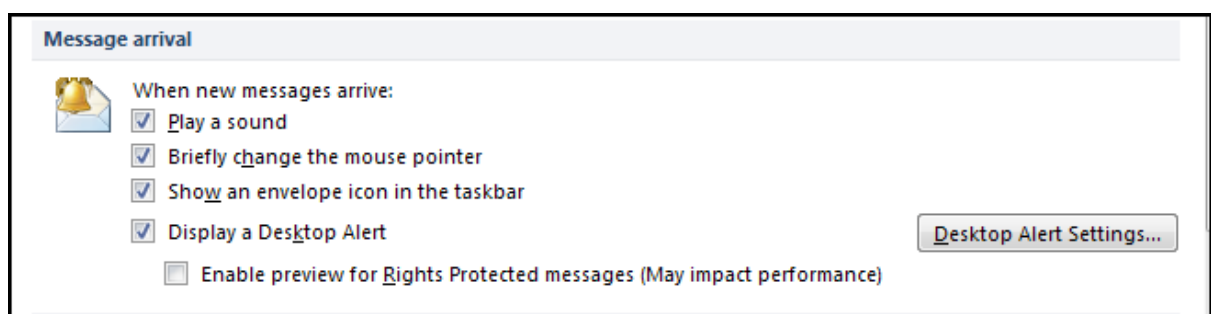 Message arrival
When new messages arrive:
Play a sound
Briefly change the mouse pointer
Show an envelope icon in the taskbar
Display a Desktop Alert
Desktop Alert Settings...
Enable preview for Rights Protected messages (May impact performance)